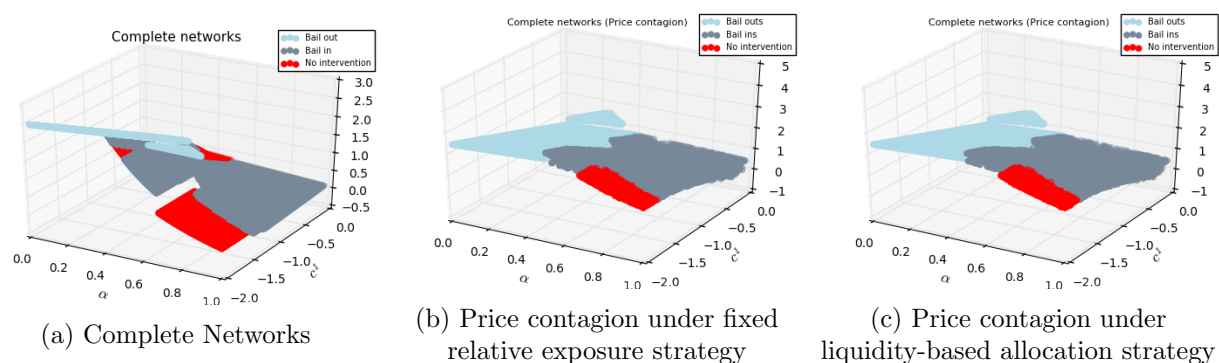 Complete networks
Bail out
Bail in
No intervention
3.0
2.5
2.0
1.5
1.0
0.5
0.0
−0.5
0.0
0.2
0.4
0.6
0.8
1.0
α
−2.0
−1.5
−1.0
−0.5
0.0
c¹
(a) Complete Networks
Complete networks (Price contagion)
Bail outs
Bail ins
No intervention
5
4
3
2
1
0
−1
0.0
0.2
0.4
0.6
0.8
1.0
α
−2.0
−1.5
−1.0
−0.5
0.0
c¹
(b) Price contagion under fixed
relative exposure strategy
Complete networks (Price contagion)
Bail outs
Bail ins
No intervention
5
4
3
2
1
0
−1
0.0
0.2
0.4
0.6
0.8
1.0
α
−2.0
−1.5
−1.0
−0.5
0.0
c¹
(c) Price contagion under
liquidity-based allocation strategy